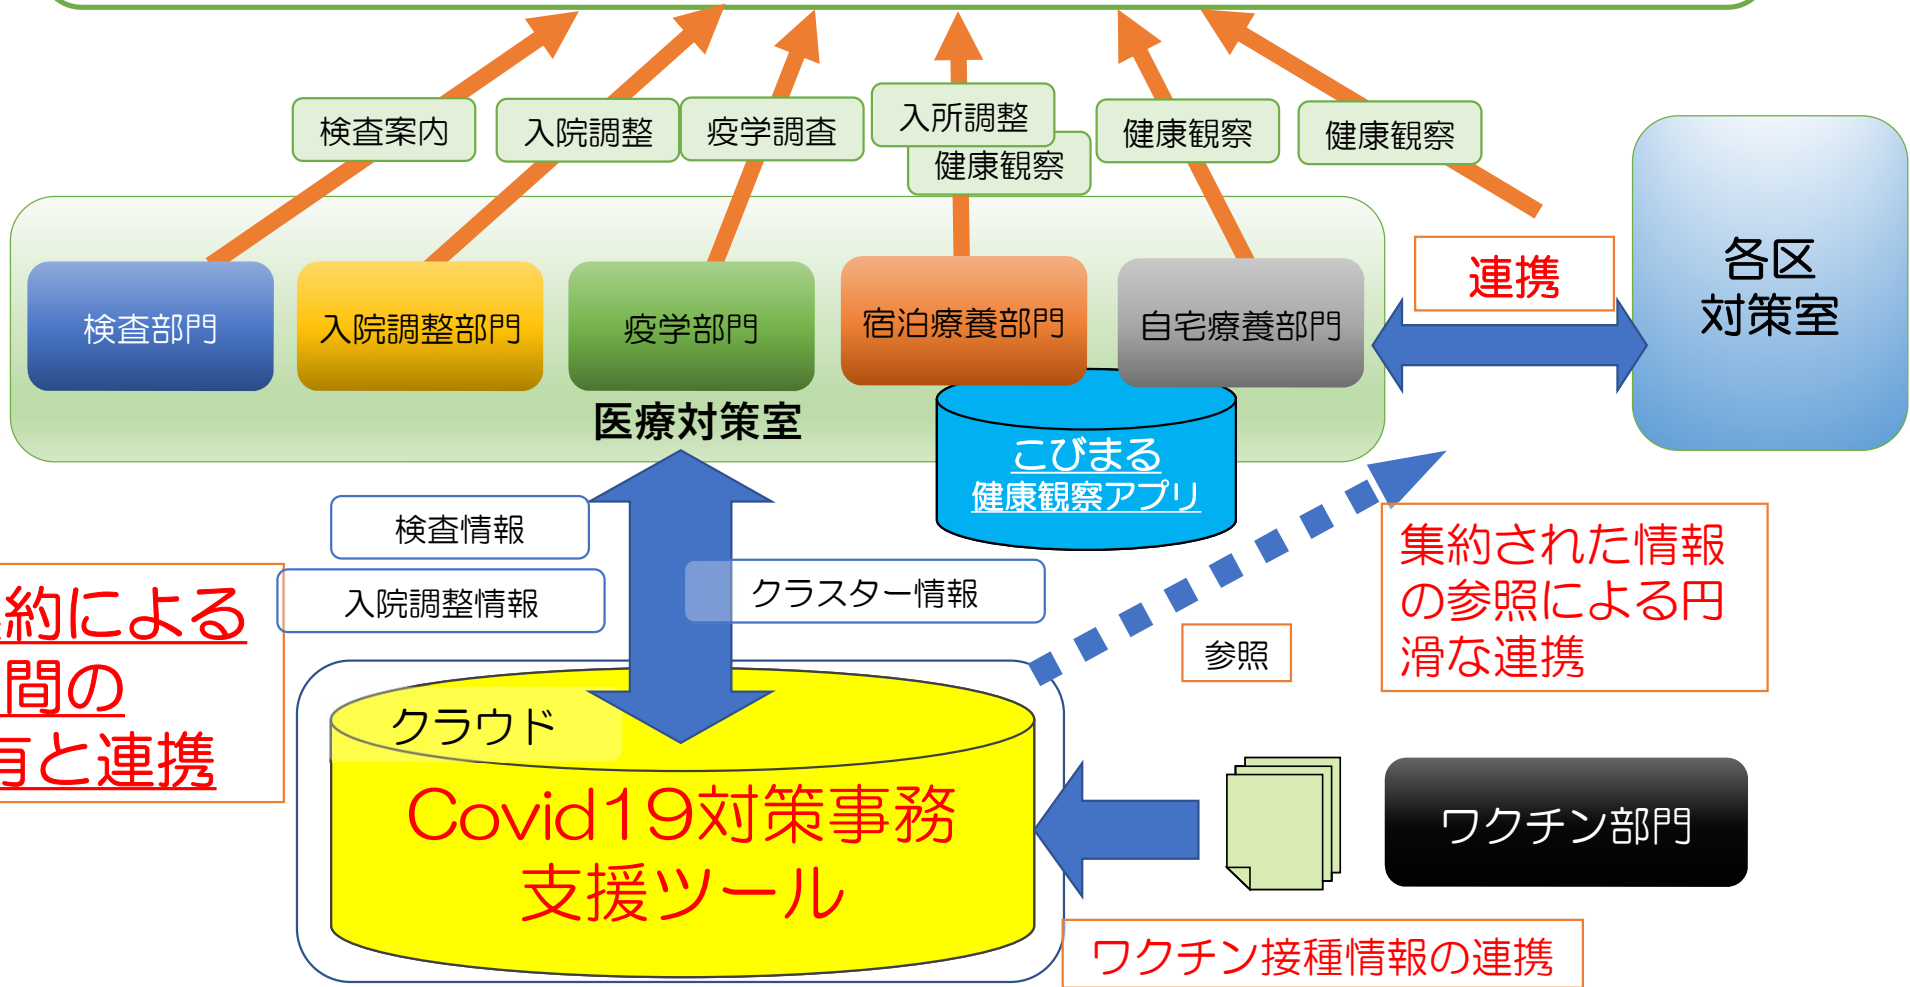 検査案内
入院調整
疫学調査
入所調整
健康観察
健康観察
健康観察
検査部門
入院調整部門
疫学部門
宿泊療養部門
自宅療養部門
医療対策室
連携
各区
対策室
こびまる
健康観察アプリ
検査情報
入院調整情報
クラスター情報
約による
間の
有と連携
参照
集約された情報
の参照による円
滑な連携
クラウド
Covid19対策事務
支援ツール
ワクチン部門
ワクチン接種情報の連携